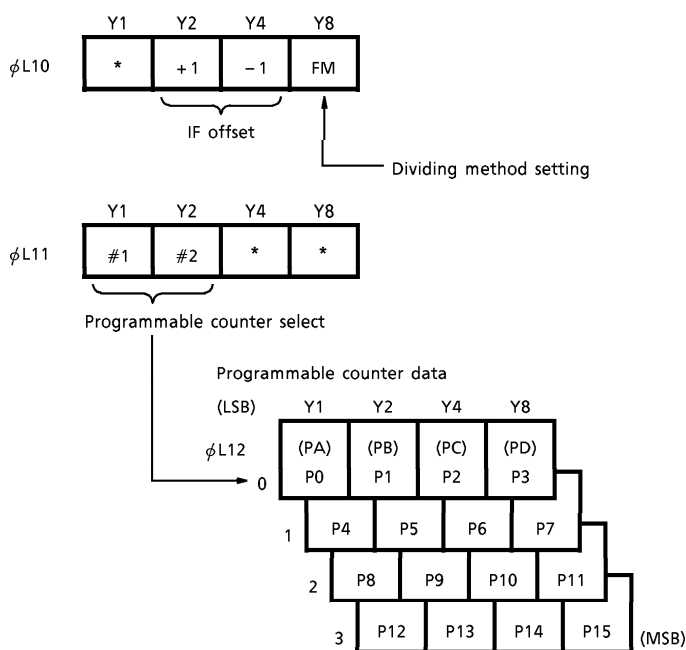 Y1 Y2 Y4 Y8
ϕL10 * +1 −1 FM
IF offset
Dividing method setting
Y1 Y2 Y4 Y8
ϕL11 #1 #2 * *
Programmable counter select
Programmable counter data
(LSB) Y1 Y2 Y4 Y8
ϕL12 (PA) (PB) (PC) (PD)
0 P0 P1 P2 P3
1 P4 P5 P6 P7
2 P8 P9 P10 P11
3 P12 P13 P14 P15 (MSB)